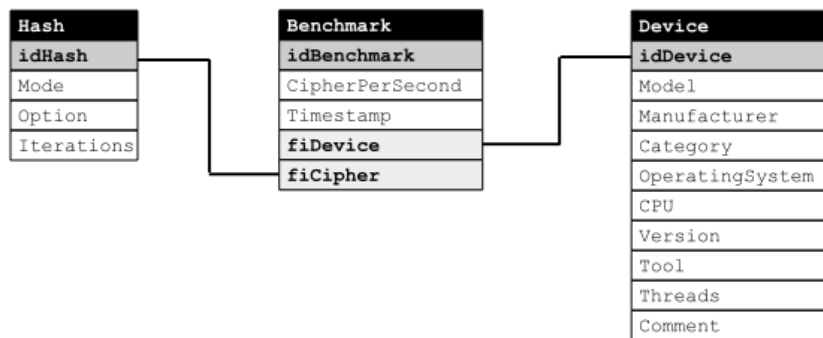 Hash
idHash
Mode
Option
Iterations
Benchmark
idBenchmark
CipherPerSecond
Timestamp
fiDevice
fiCipher
Device
idDevice
Model
Manufacturer
Category
OperatingSystem
CPU
Version
Tool
Threads
Comment